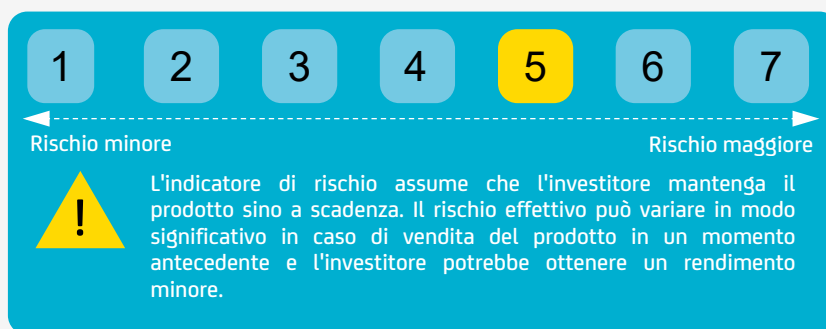 1 2 3 4 5 6 7
Rischio minore Rischio maggiore
! L'indicatore di rischio assume che l'investitore mantenga il
prodotto sino a scadenza. Il rischio effettivo può variare in modo
significativo in caso di vendita del prodotto in un momento
antecedente e l'investitore potrebbe ottenere un rendimento
minore.